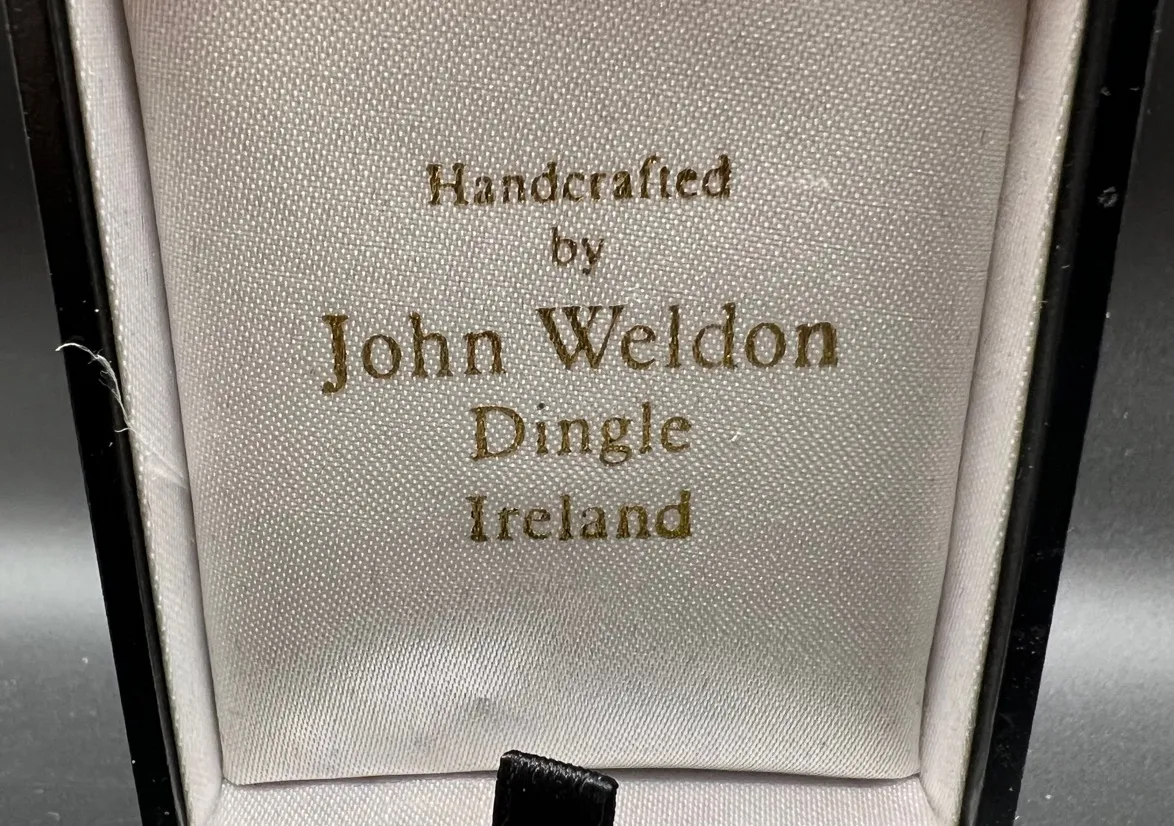 Handcrafted
by
John Weldon
Dingle
Ireland